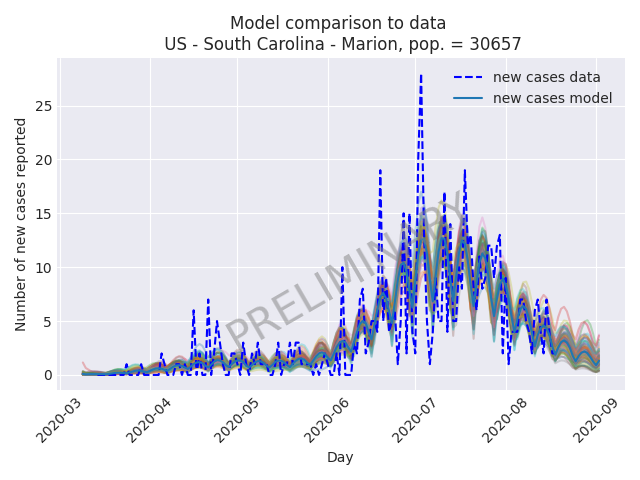 Model comparison to data
US - South Carolina - Marion, pop. = 30657
new cases data
new cases model
PRELIMINARY
Number of new cases reported
25
20
15
10
5
0
2020-03
2020-04
2020-05
2020-06
2020-07
2020-08
2020-09
Day